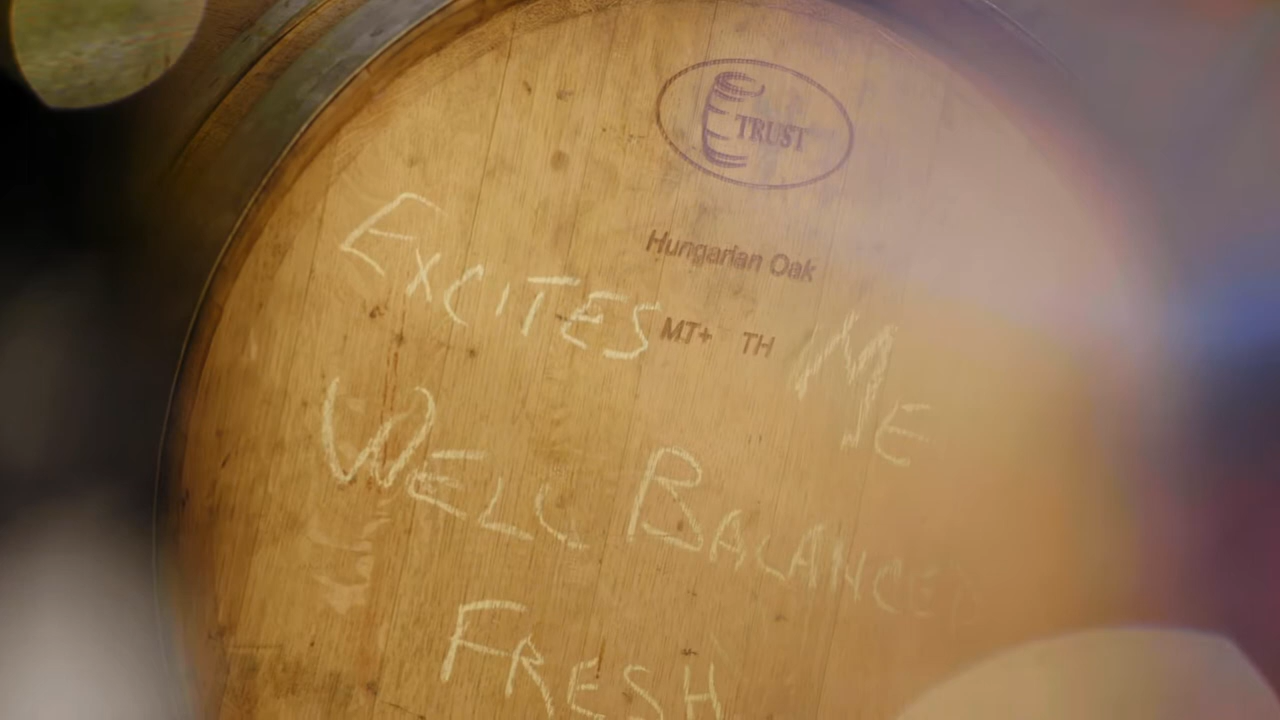 TRUST
Hungarian Oak
MT+ TH
EXCITES ME
WELL BALANCED
FRESH